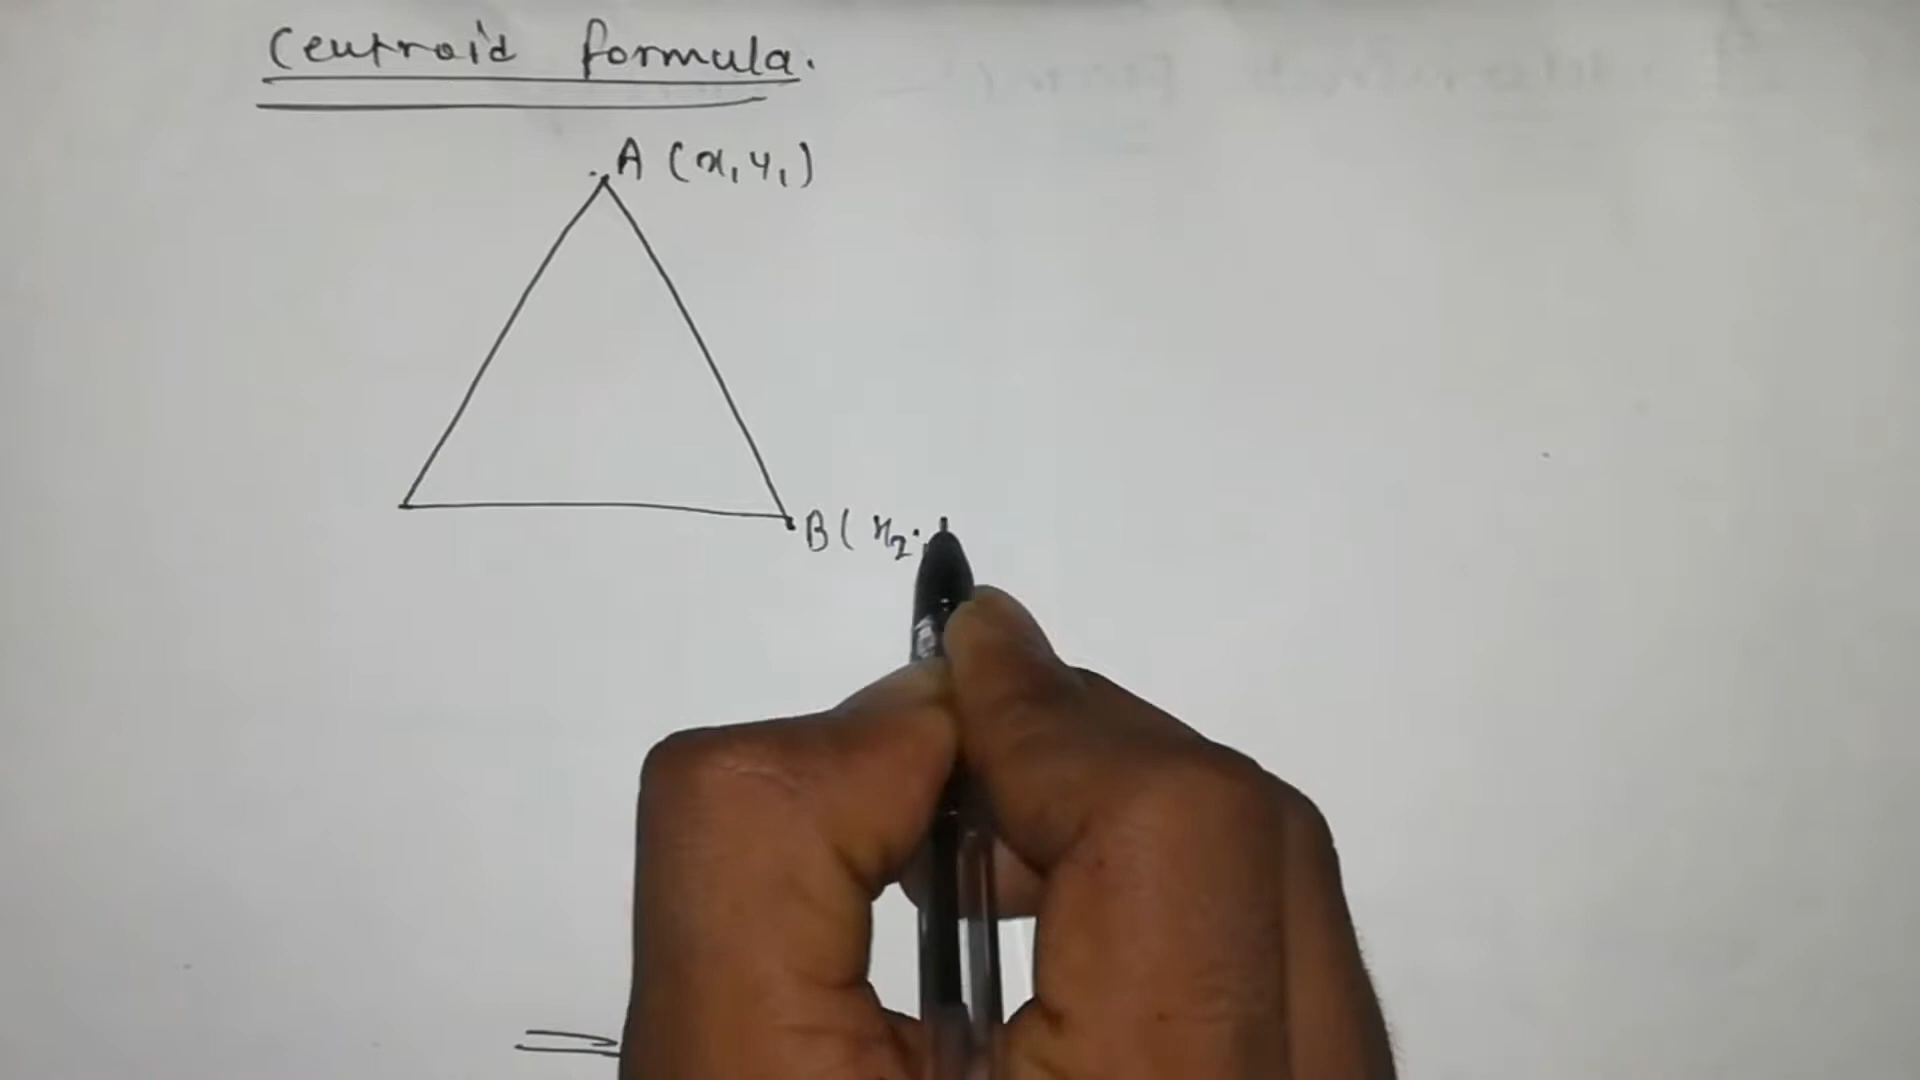 Centroid formula.
A (x₁ y₁)
B ( x₂